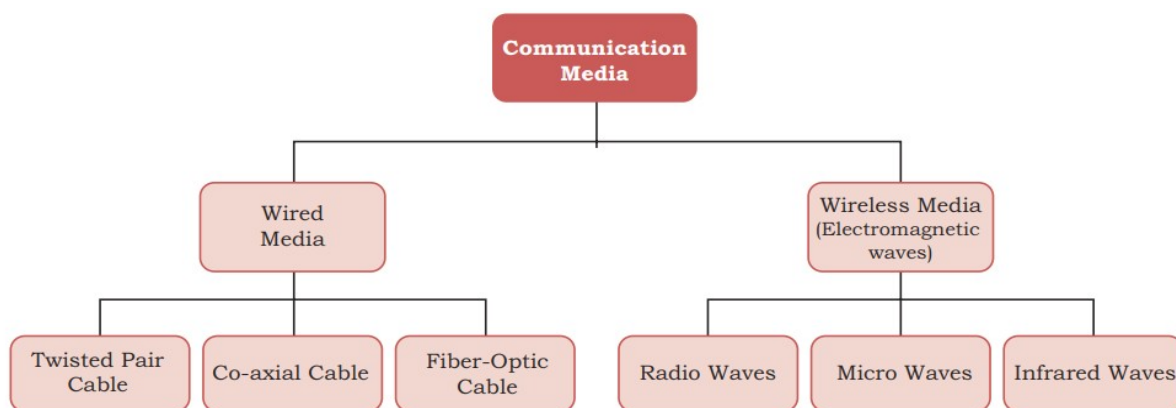 Communication
Media
Wired
Media
Wireless Media
(Electromagnetic
waves)
Twisted Pair
Cable
Co-axial Cable
Fiber-Optic
Cable
Radio Waves
Micro Waves
Infrared Waves